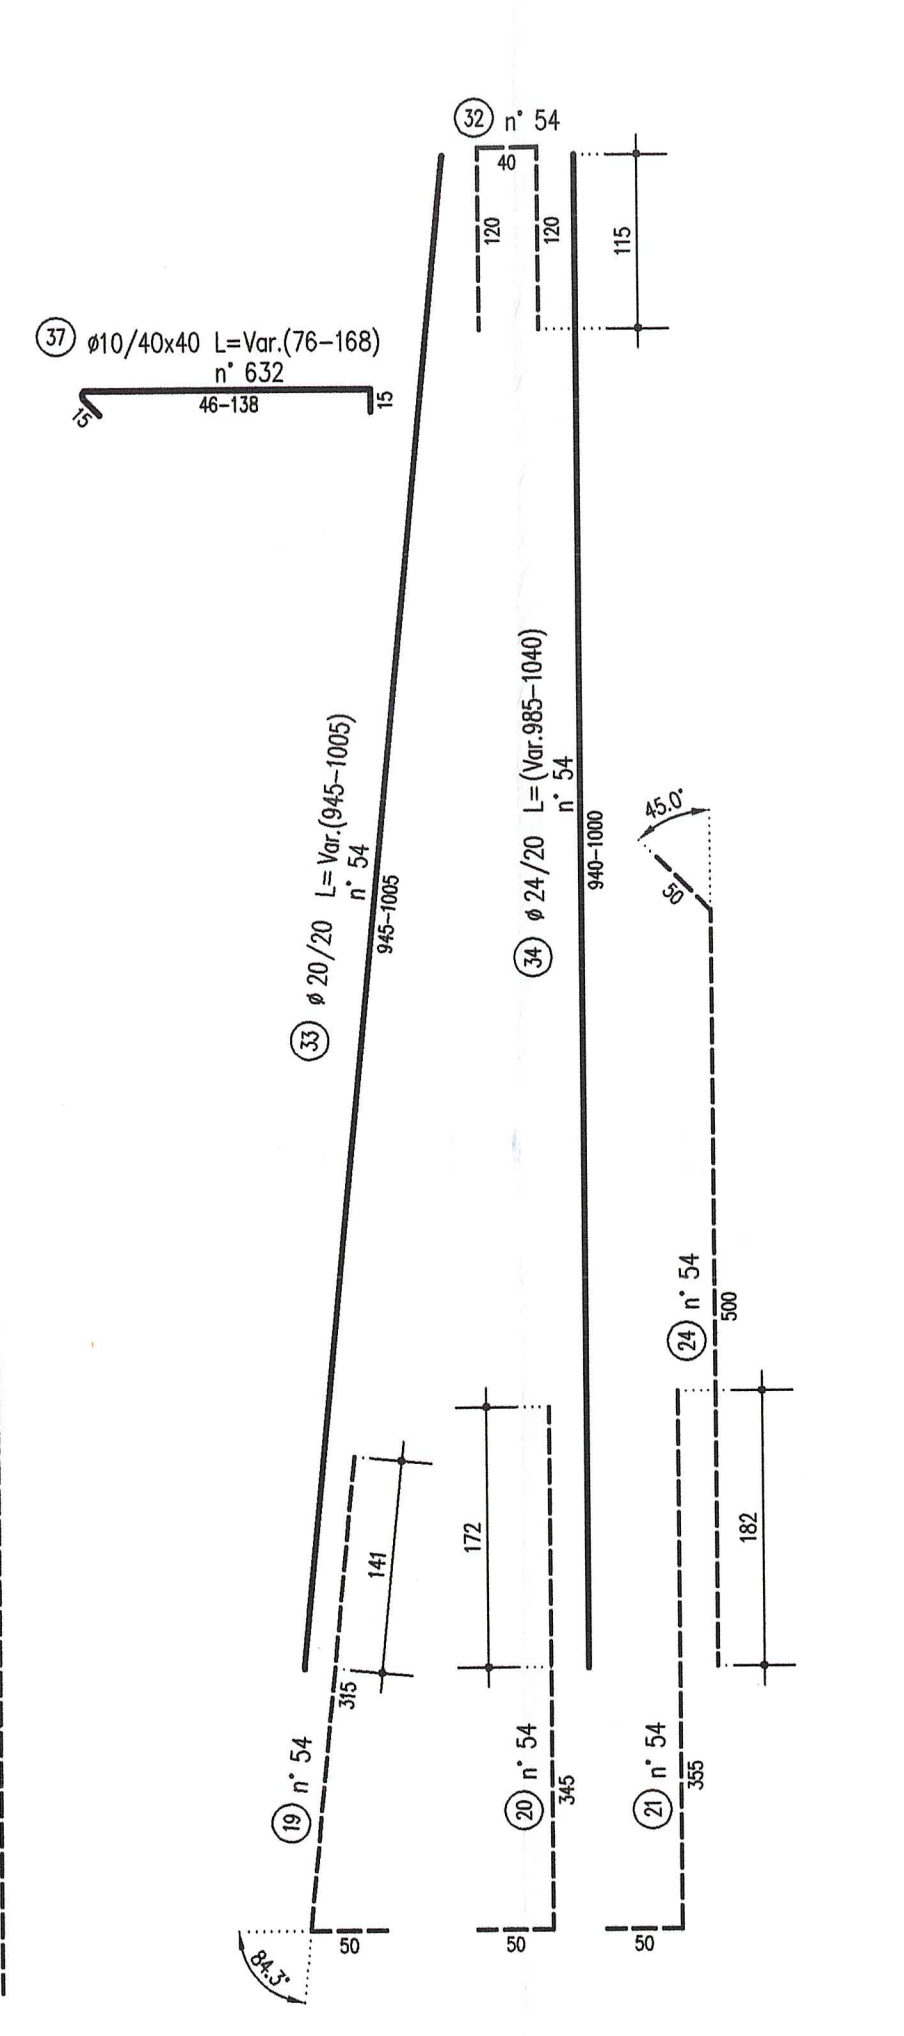 32 n° 54
40
120
120
115
37 ø10/40x40 L=Var.(76-168)
n° 632
15
46-138
15
33 ø 20/20 L=Var.(945-1005)
n° 54
945-1005
34 ø 24/20 L=(Var.985-1040)
n° 54
940-1000
45.0°
50
24 n° 54
500
141
172
182
315
19 n° 54
20 n° 54
345
21 n° 54
355
50
50
50
84.3°